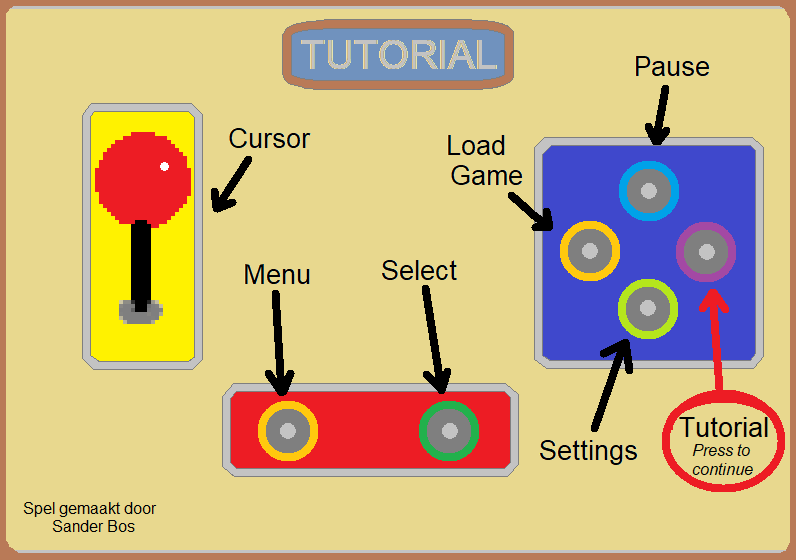 TUTORIAL
Pause
Cursor
Load
Game
Menu
Select
Settings
Tutorial
Press to
continue
Spel gemaakt door
Sander Bos